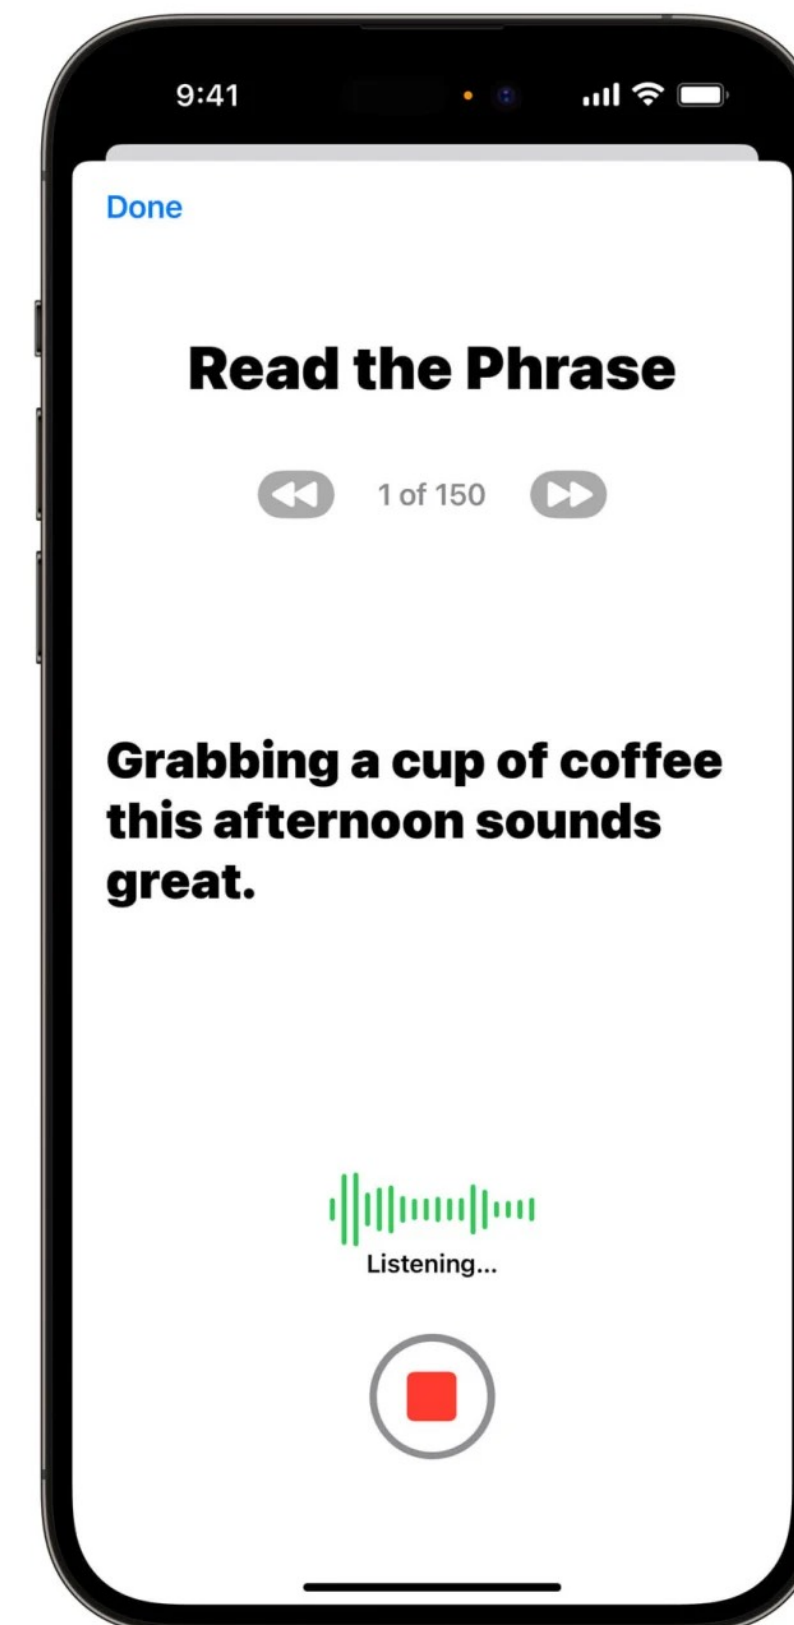 9:41
Done
Read the Phrase
1 of 150
Grabbing a cup of coffee
this afternoon sounds
great.
Listening...